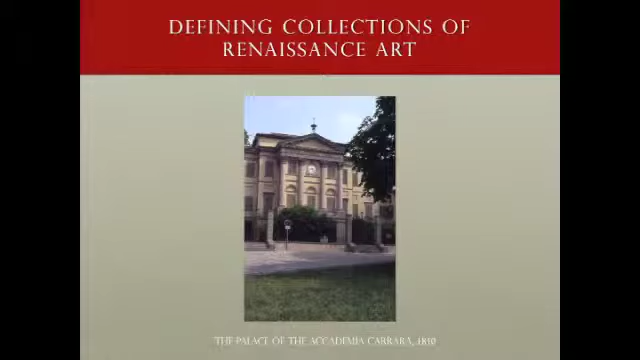 DEFINING COLLECTIONS OF
RENAISSANCE ART
THE PALACE OF THE ACCADEMIA CARRARA, 1810